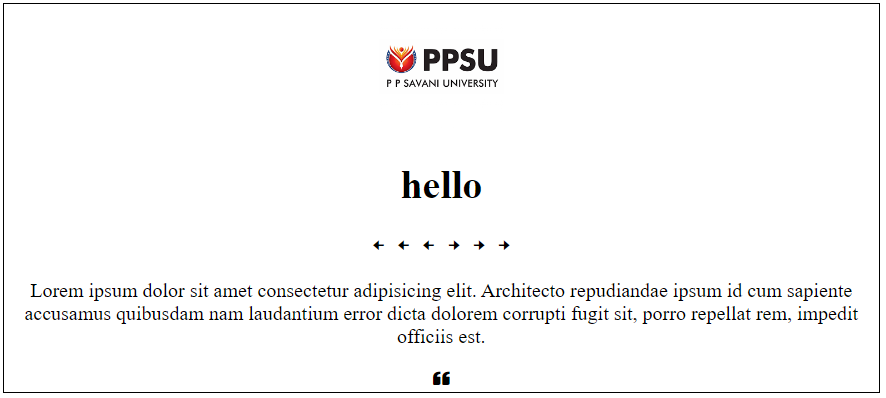 PPSU
P P SAVANI UNIVERSITY
hello
← ← ← → → →
Lorem ipsum dolor sit amet consectetur adipisicing elit. Architecto repudiandae ipsum id cum sapiente
accusamus quibusdam nam laudantium error dicta dolorem corrupti fugit sit, porro repellat rem, impedit
officiis est.
❝